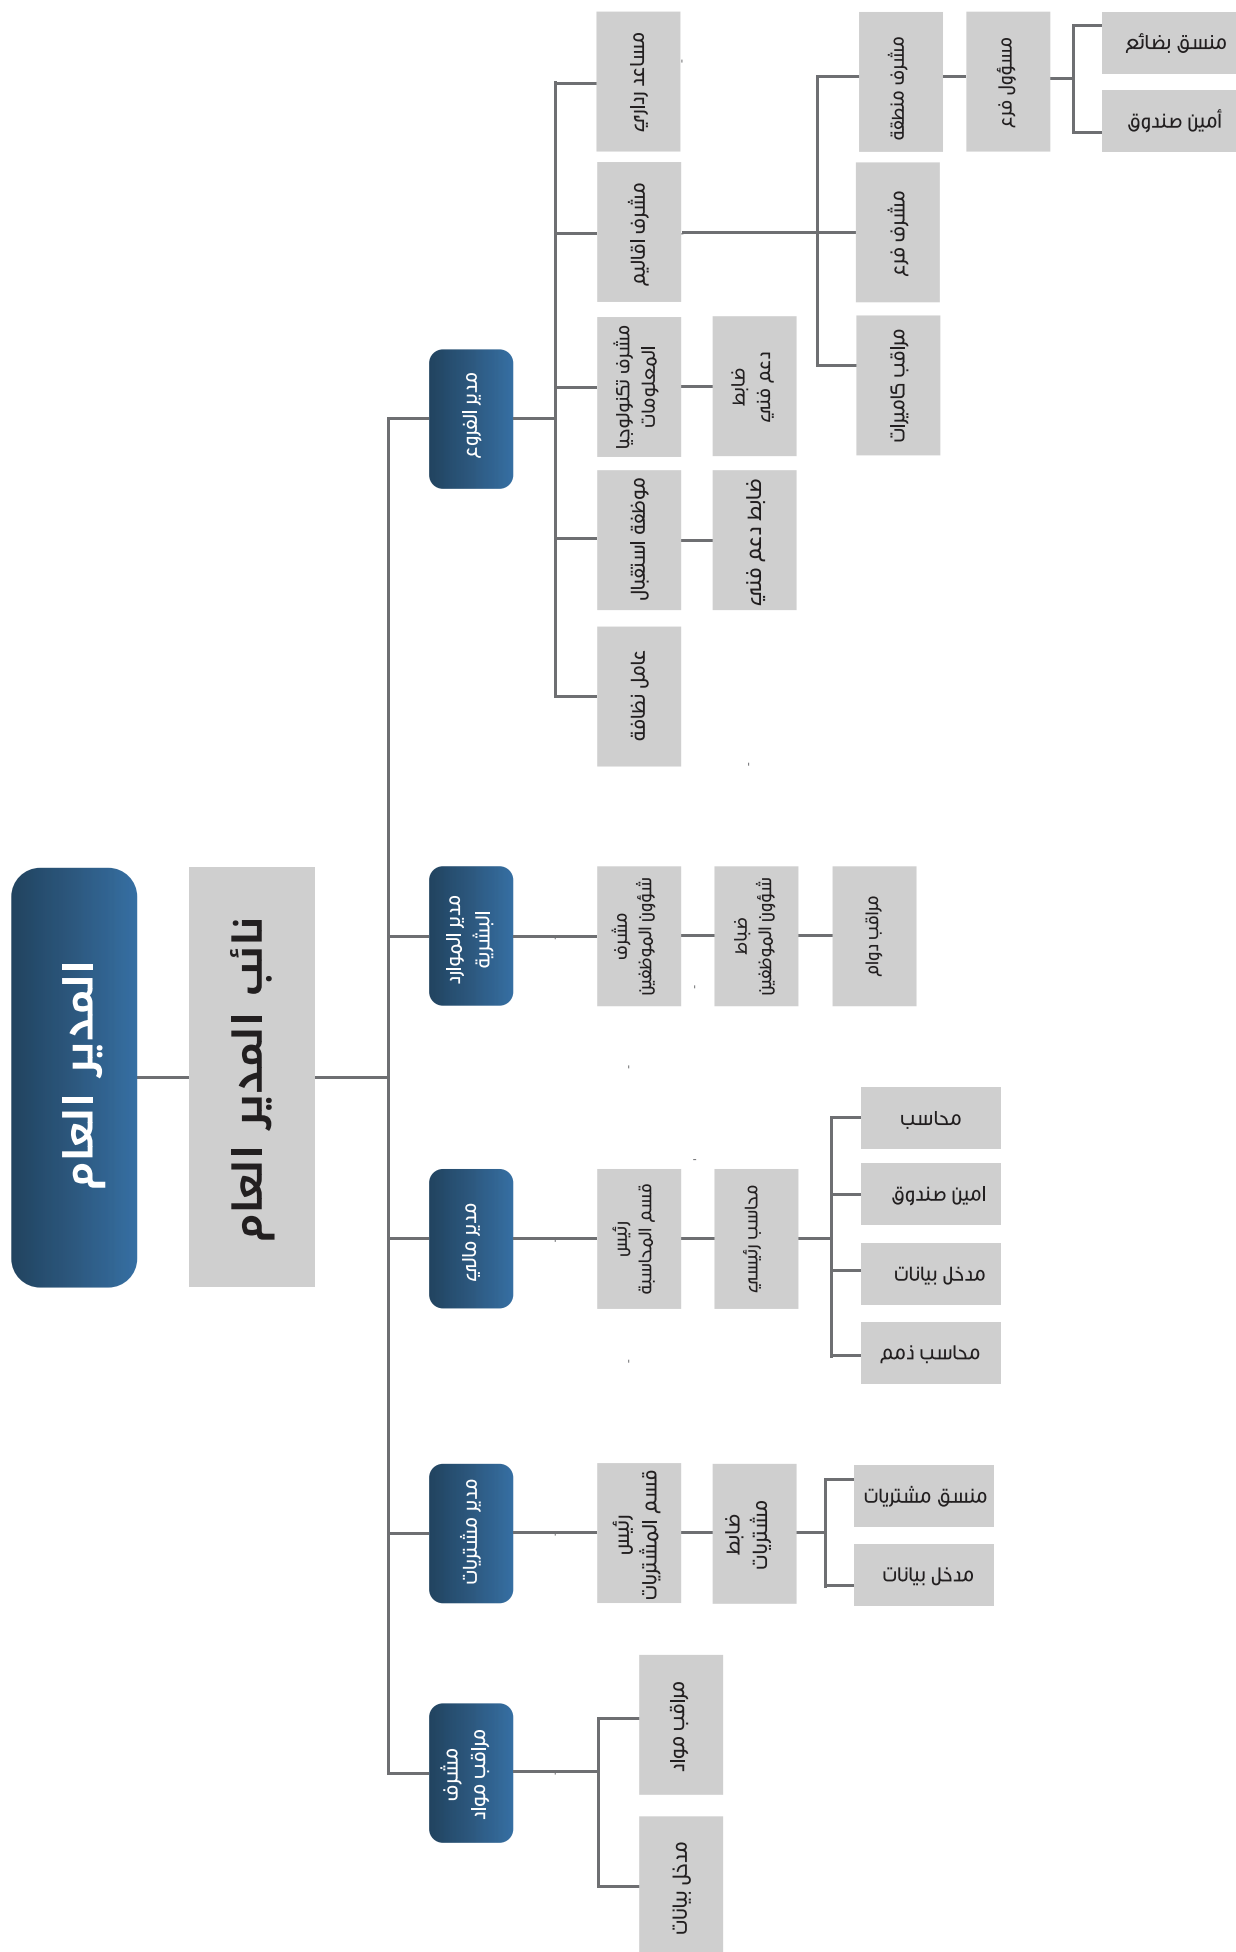 المدير العام
نائب المدير العام
مدير الفروع
مساعد رداري
مشرف اقاليم
مشرف منطقة
مسؤول فرع
منسق بضائع
أمين صندوق
مشرف فرع
مراقب كاميرات
مشرف تكنولوجيا
المعلومات
ضابط
دعم فني
موظفة استقبال
ضابط دعم فني
عامل نظافة
مدير الموارد
البشرية
مشرف
شؤون الموظفين
ضباط
شؤون الموظفين
مراقب دوام
مدير مالي
رئيس
قسم المحاسبة
محاسب رئيسي
محاسب
امين صندوق
مدخل بيانات
محاسب ذمم
مدير مشتريات
رئيس
قسم المشتريات
ضابط
مشتريات
منسق مشتريات
مدخل بيانات
مشرف
مراقب مواد
مراقب مواد
مدخل بيانات